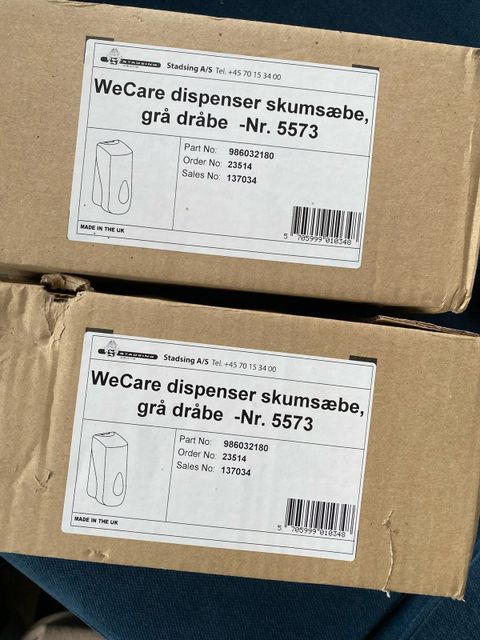 STADSING Stadsing A/S Tel. +45 70 15 34 00
WeCare dispenser skumsæbe,
grå dråbe -Nr. 5573
Part No: 986032180
Order No: 23514
Sales No: 137034
MADE IN THE UK
5 705999 010348
STADSING Stadsing A/S Tel. +45 70 15 34 00
WeCare dispenser skumsæbe,
grå dråbe -Nr. 5573
Part No: 986032180
Order No: 23514
Sales No: 137034
MADE IN THE UK
5 705999 010348